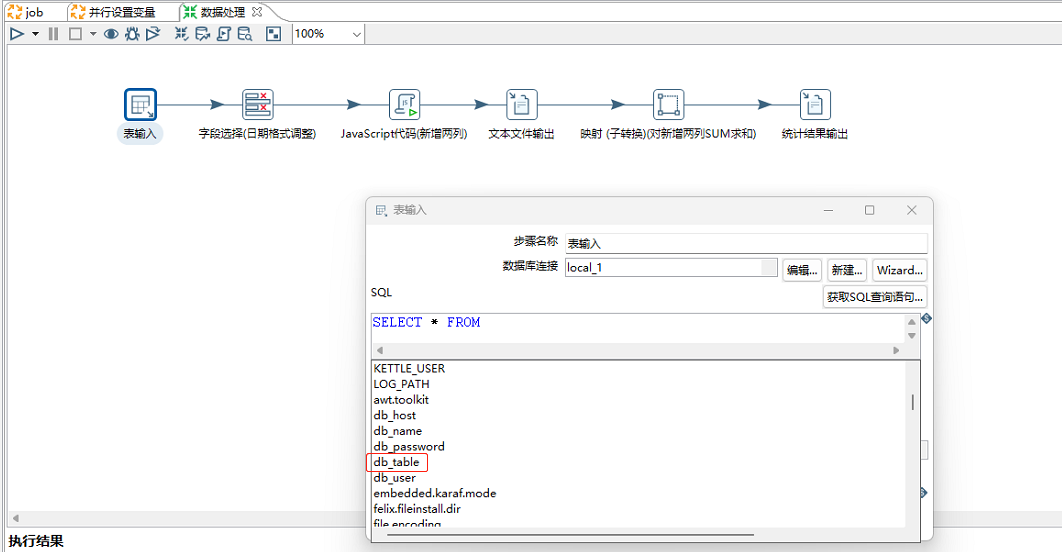 job 并行设置变量 数据处理
100%
表输入 字段选择(日期格式调整) JavaScript代码(新增两列) 文本文件输出 映射 (子转换)(对新增两列SUM求和) 统计结果输出
表输入
步骤名称 表输入
数据库连接 local_1 编辑... 新建... Wizard...
SQL 获取SQL查询语句...
SELECT * FROM
KETTLE_USER
LOG_PATH
awt.toolkit
db_host
db_name
db_password
db_table
db_user
embedded.karaf.mode
felix.fileinstall.dir
file.encoding
执行结果